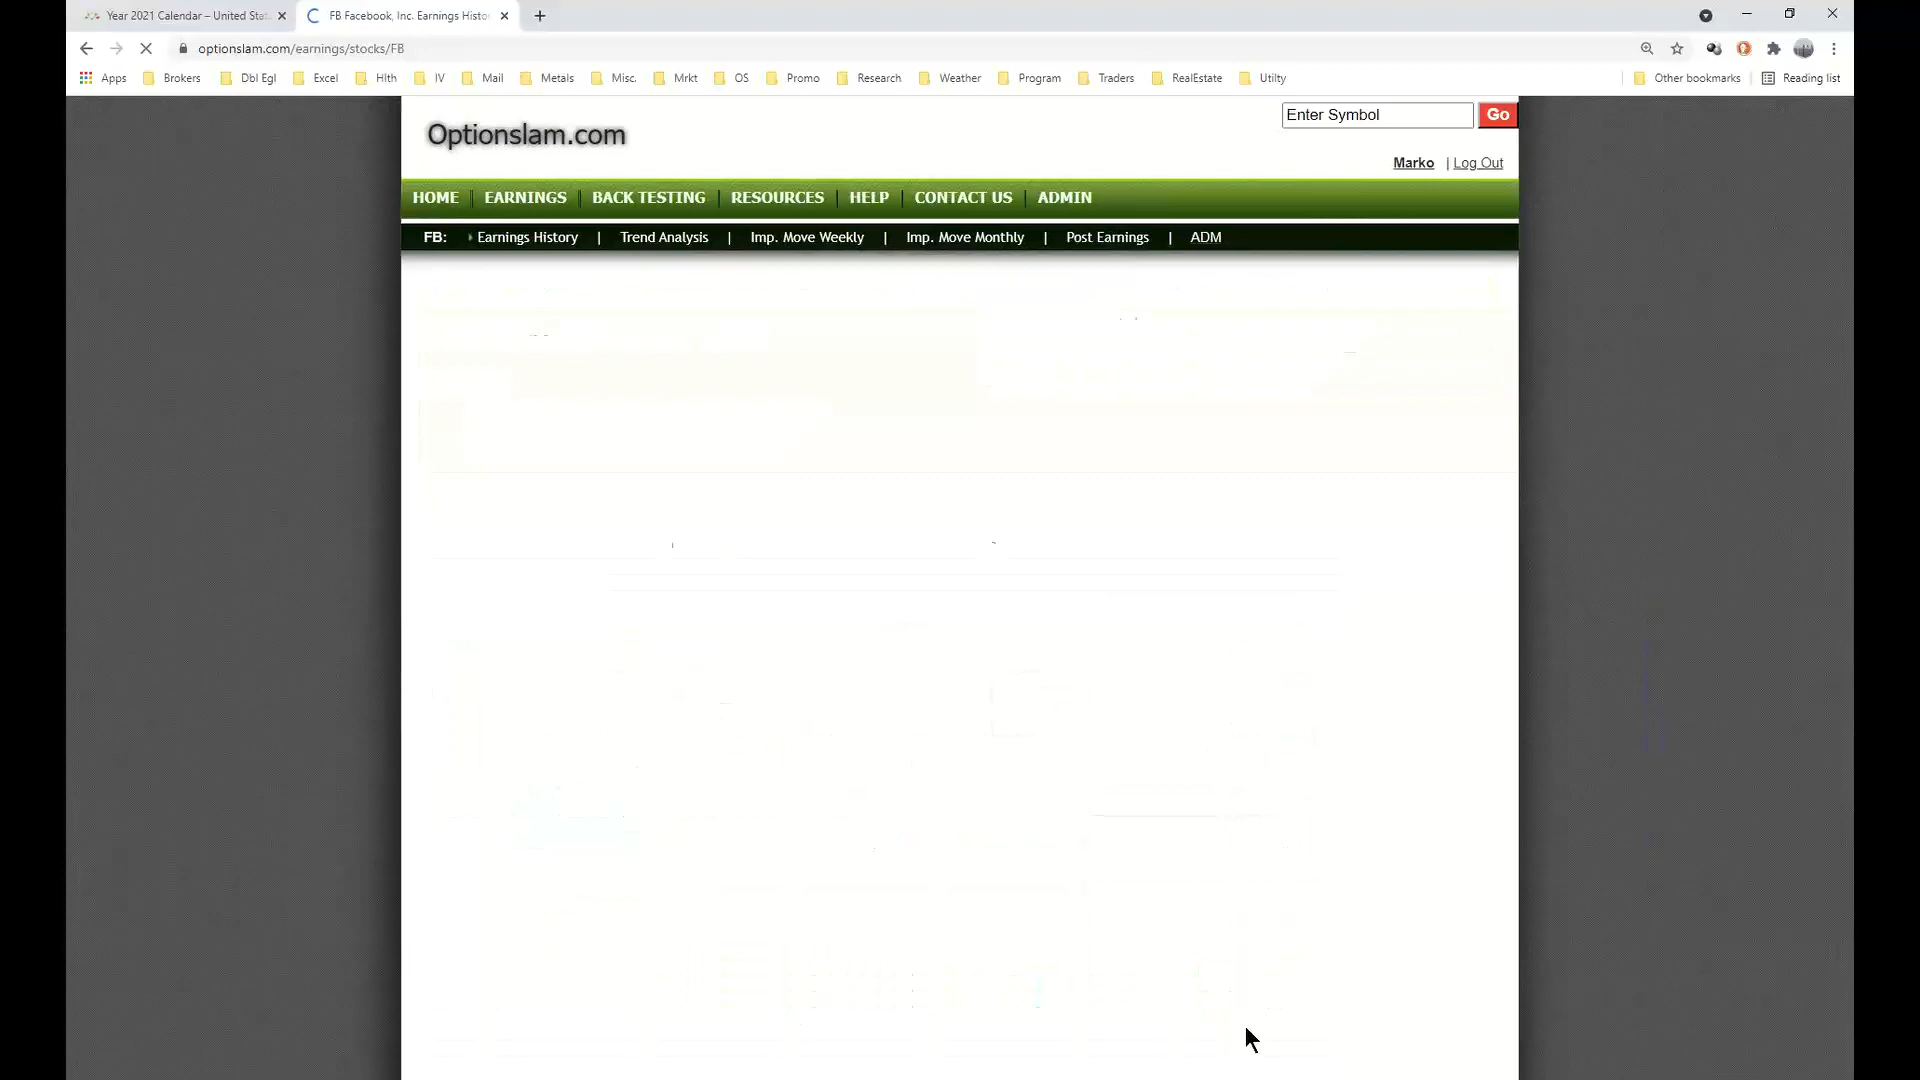 Year 2021 Calendar – United Stat
FB Facebook, Inc. Earnings Histo
optionslam.com/earnings/stocks/FB
Apps Brokers Dbl Egl Excel Hlth IV Mail Metals Misc. Mrkt OS Promo Research Weather Program Traders RealEstate Utilty Other bookmarks Reading list
Enter Symbol Go
Optionslam.com
Marko | Log Out
HOME | EARNINGS | BACK TESTING | RESOURCES | HELP | CONTACT US | ADMIN
FB: Earnings History | Trend Analysis | Imp. Move Weekly | Imp. Move Monthly | Post Earnings | ADM